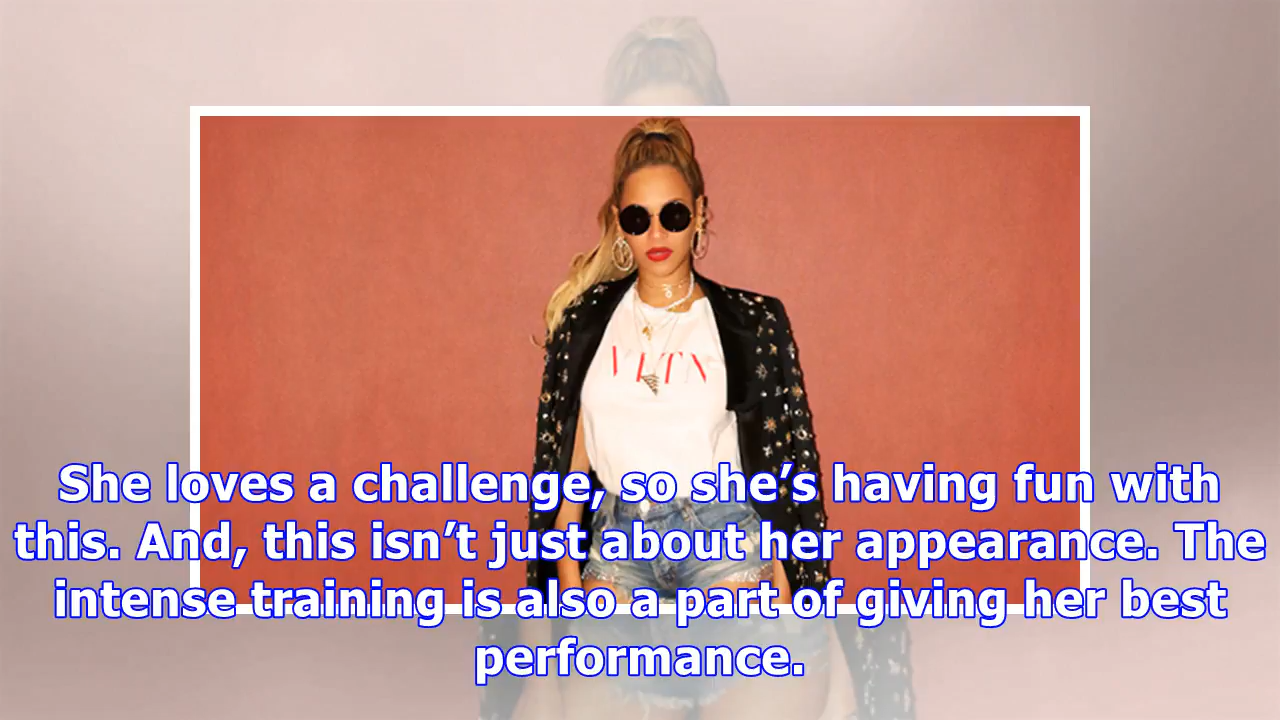 VLTN
She loves a challenge, so she’s having fun with
this. And, this isn’t just about her appearance. The
intense training is also a part of giving her best
performance.